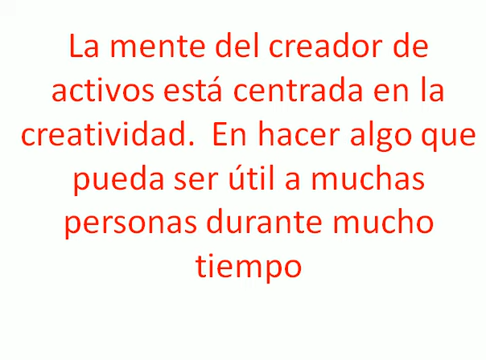 La mente del creador de
activos está centrada en la
creatividad.  En hacer algo que
pueda ser útil a muchas
personas durante mucho
tiempo